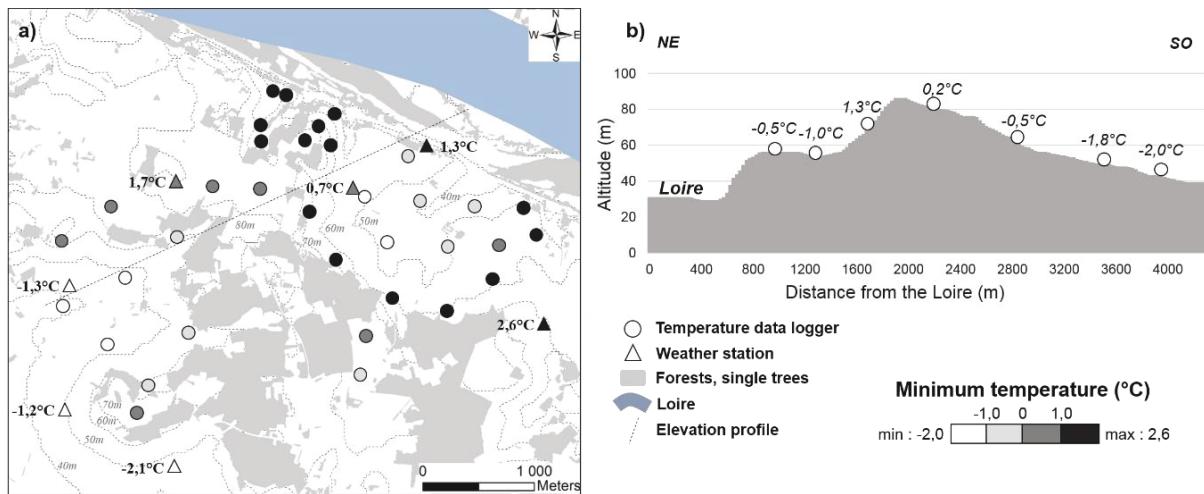 a)
N
W E
S
1,3°C
1,7°C
0,7°C
40m
50m
80m
60m
70m
-1,3°C
2,6°C
-1,2°C
70m
60m
50m
40m
-2,1°C
0 1 000
Meters
b)
NE SO
Altitude (m)
100
80
60
40
20
0
-0,5°C
-1,0°C
1,3°C
0,2°C
-0,5°C
-1,8°C
-2,0°C
Loire
0 400 800 1200 1600 2000 2400 2800 3200 3600 4000
Distance from the Loire (m)
Temperature data logger
Weather station
Forests, single trees
Loire
Elevation profile
Minimum temperature (°C)
-1,0 0 1,0
min : -2,0 max : 2,6